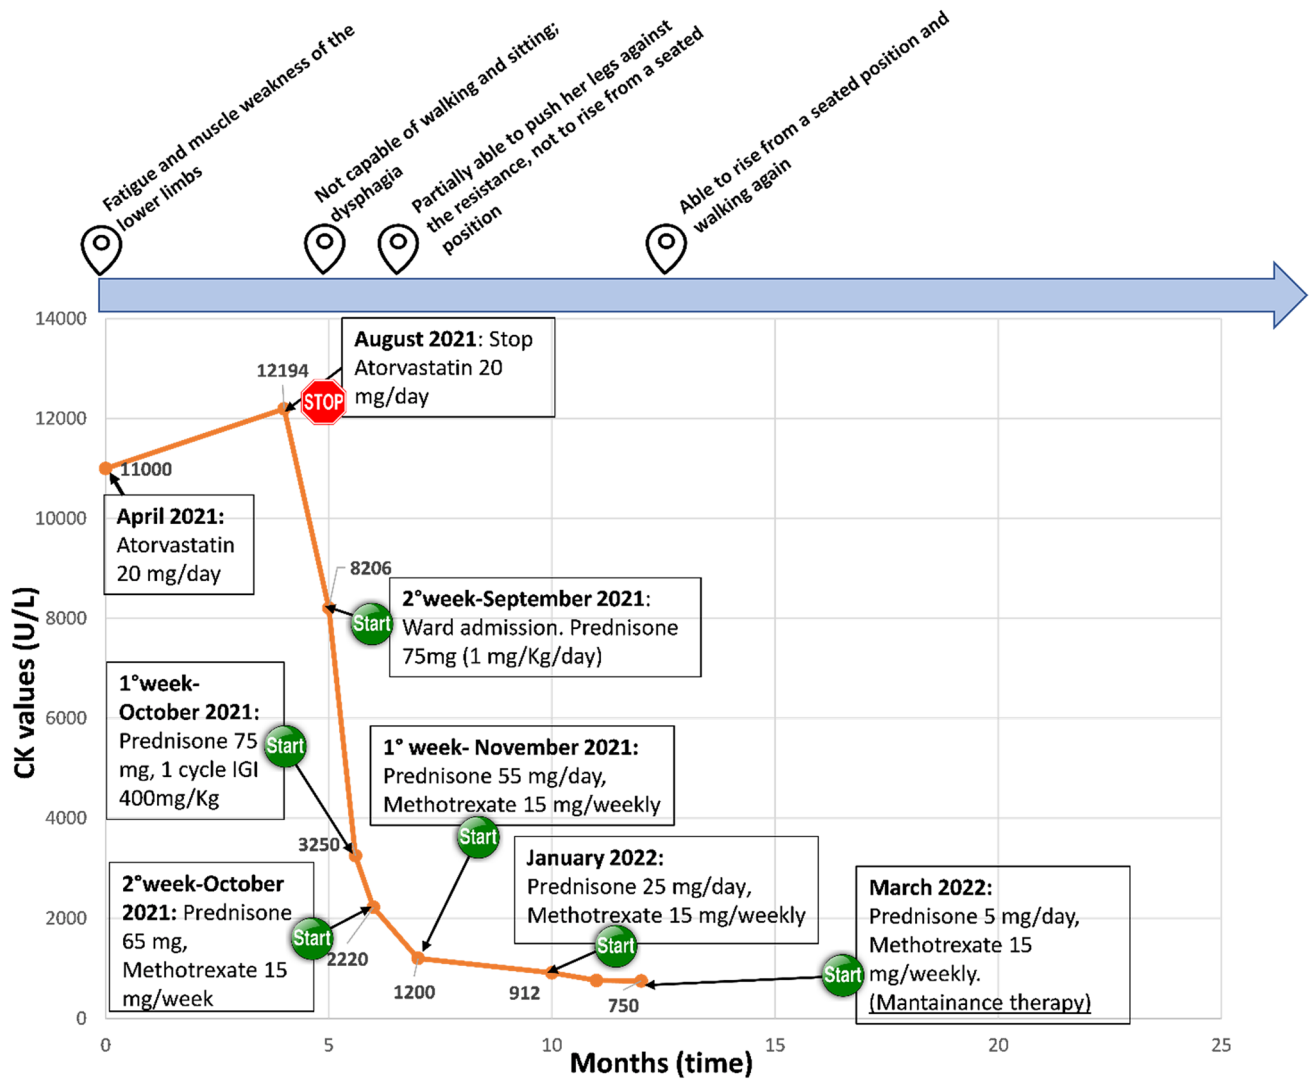 Fatigue and muscle weakness of the
lower limbs
Not capable of walking and sitting;
dysphagia
Partially able to push her legs against
the resistance, not to rise from a seated
position
Able to rise from a seated position and
walking again
14000
12000
10000
8000
6000
4000
2000
0
CK values (U/L)
0
5
10
15
20
25
Months (time)
11000
April 2021:
Atorvastatin
20 mg/day
12194
STOP
August 2021: Stop
Atorvastatin 20
mg/day
8206
Start
2°week-September 2021:
Ward admission. Prednisone
75mg (1 mg/Kg/day)
1°week-
October 2021:
Prednisone 75
mg, 1 cycle IGI
400mg/Kg
Start
3250
2°week-October
2021: Prednisone
65 mg,
Methotrexate 15
mg/week
Start
2220
1° week- November 2021:
Prednisone 55 mg/day,
Methotrexate 15 mg/weekly
Start
1200
January 2022:
Prednisone 25 mg/day,
Methotrexate 15 mg/weekly
Start
912
March 2022:
Prednisone 5 mg/day,
Methotrexate 15
mg/weekly.
(Mantainance therapy)
Start
750